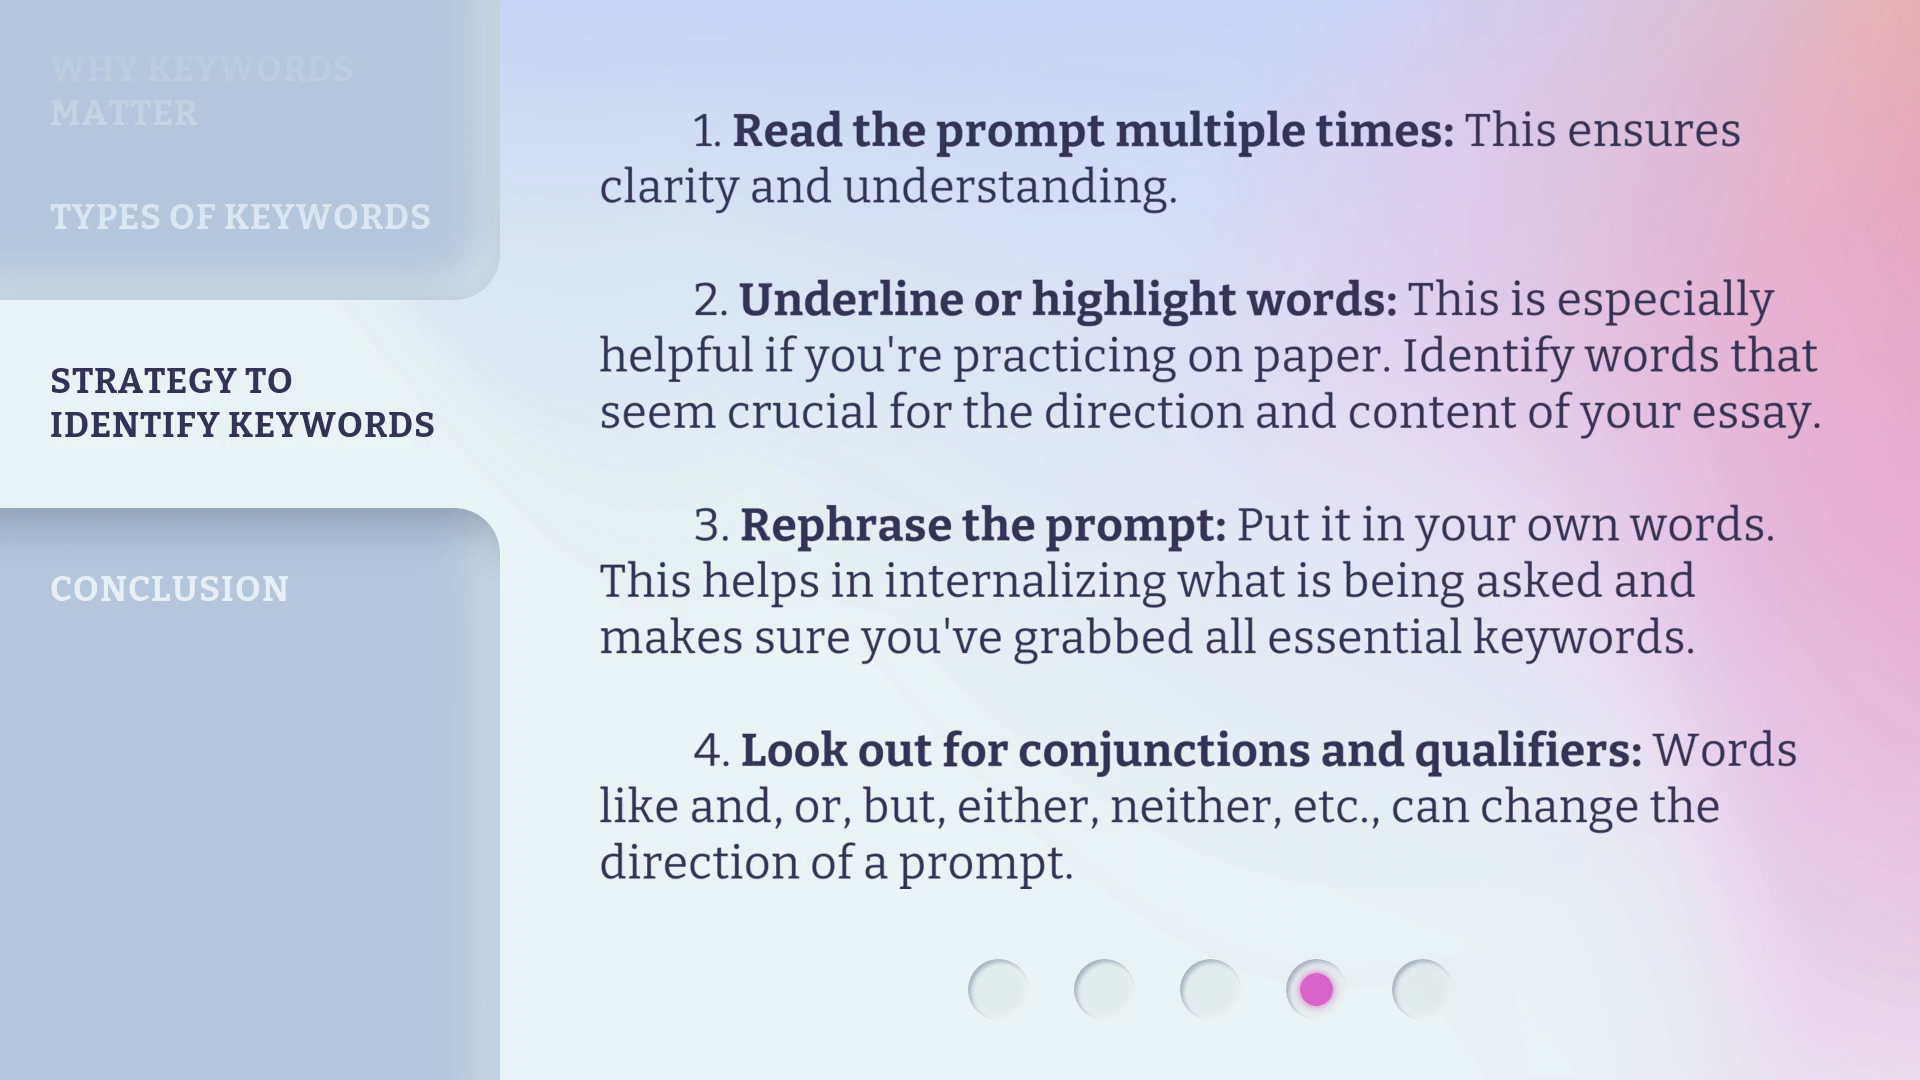 WHY KEYWORDS
MATTER
TYPES OF KEYWORDS
STRATEGY TO
IDENTIFY KEYWORDS
CONCLUSION
1. Read the prompt multiple times: This ensures
clarity and understanding.
2. Underline or highlight words: This is especially
helpful if you're practicing on paper. Identify words that
seem crucial for the direction and content of your essay.
3. Rephrase the prompt: Put it in your own words.
This helps in internalizing what is being asked and
makes sure you've grabbed all essential keywords.
4. Look out for conjunctions and qualifiers: Words
like and, or, but, either, neither, etc., can change the
direction of a prompt.